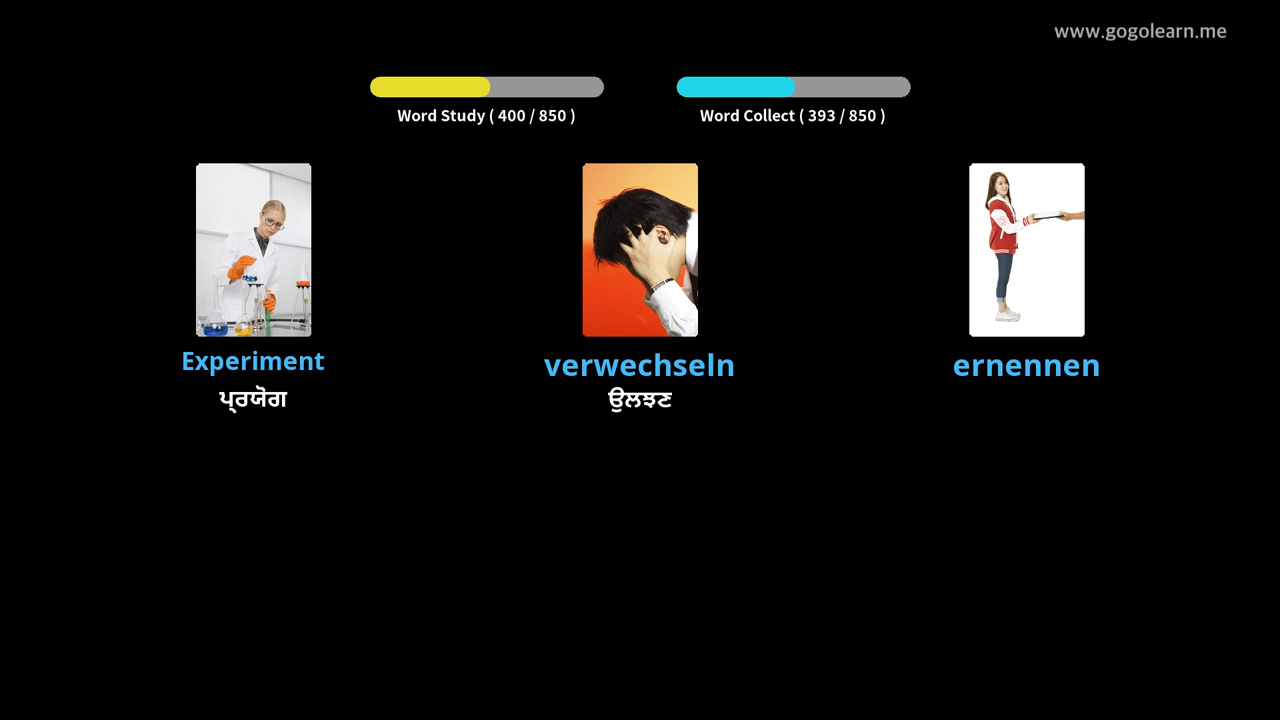 www.gogolearn.me
Word Study ( 400 / 850 )
Word Collect ( 393 / 850 )
Experiment
ਪ੍ਰਯੋਗ
verwechseln
ਉਲਝਣ
ernennen